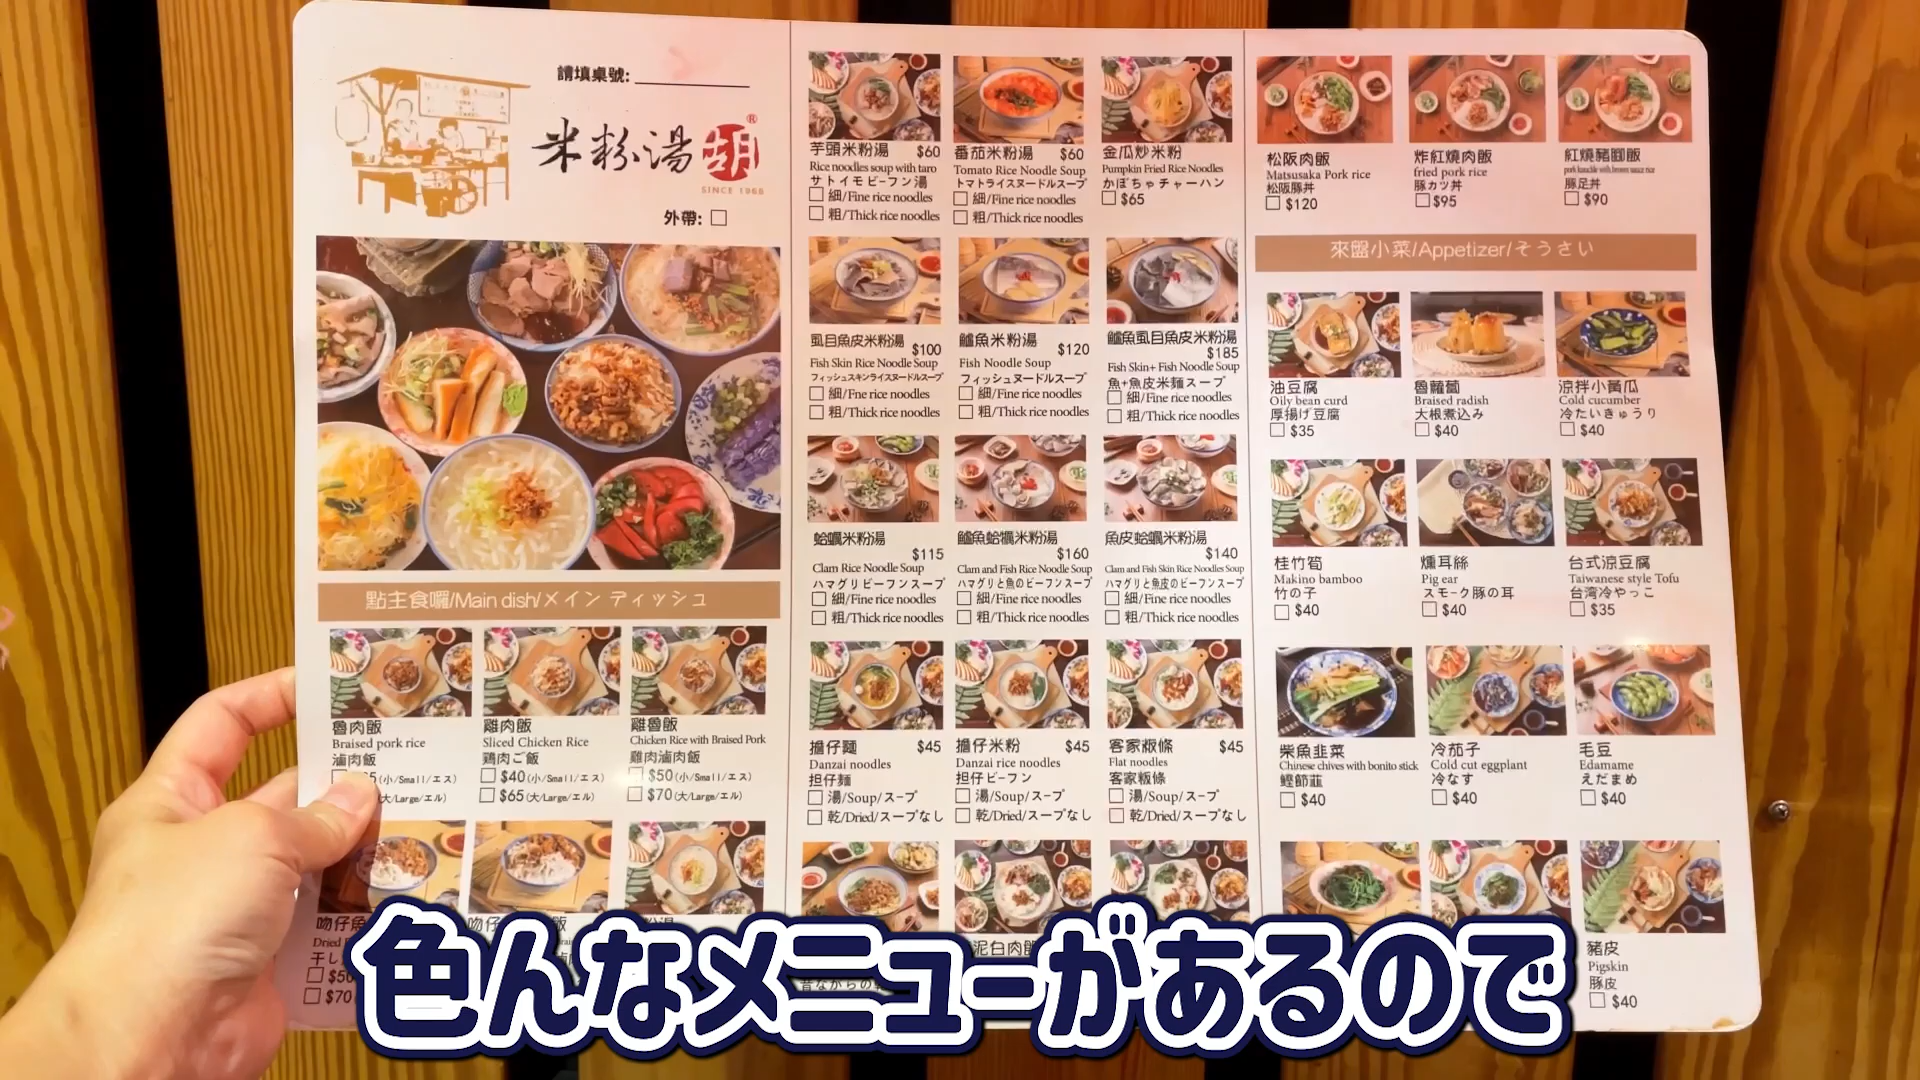 請填桌號:
米粉湯 胡®
SINCE 1968
外帶: □
點主食囉/Main dish/メイン ディッシュ
魯肉飯
Braised pork rice
滷肉飯
(小/Small/エス)
(大/Large/エル)
雞肉飯
Sliced Chicken Rice
鶏肉ご飯
□ $40(小/Small/エス)
□ $65(大/Large/エル)
雞魯飯
Chicken Rice with Braised Pork
雞肉滷肉飯
□ $50(小/Small/エス)
□ $70(大/Large/エル)
芋頭米粉湯 $60
Rice noodles soup with taro
サトイモビーフン湯
□ 細/Fine rice noodles
□ 粗/Thick rice noodles
番茄米粉湯 $60
Tomato Rice Noodle Soup
トマトライスヌードルスープ
□ 細/Fine rice noodles
□ 粗/Thick rice noodles
金瓜炒米粉
Pumpkin Fried Rice Noodles
かぼちゃチャーハン
□ $65
虱目魚皮米粉湯 $100
Fish Skin Rice Noodle Soup
フィッシュスキンライスヌードルスープ
□ 細/Fne rice noodles
□ 粗/Thick rice noodles
鱸魚米粉湯 $120
Fish Noodle Soup
フィッシュヌードルスープ
□ 細/Fine rice noodles
□ 粗/Thick rice noodles
鱸魚虱目魚皮米粉湯
$185
Fish Skin+ Fish Noodle Soup
魚+魚皮米麵スープ
□ 細/Fine rice noodles
□ 粗/Thick rice noodles
蛤蠣米粉湯
$115
Clam Rice Noodle Soup
ハマグリビーフンスープ
□ 細/Fine rice noodles
□ 粗/Thick rice noodles
鱸魚蛤蠣米粉湯
$160
Clam and Fish Rice Noodle Soup
ハマグリと魚のビーフンスープ
□ 細/Fine rice noodles
□ 粗/Thick rice noodles
魚皮蛤蠣米粉湯
$140
Clam and Fish Skin Rice Noodles Soup
ハマグリと魚皮のビーフンスープ
□ 細/Fine rice noodles
□ 粗/Thick rice noodles
擔仔麵 $45
Danzai noodles
担仔麺
□ 湯/Soup/スープ
□ 乾/Dried/スープなし
擔仔米粉 $45
Danzai rice noodles
担仔ビーフン
□ 湯/Soup/スープ
□ 乾/Dried/スープなし
客家粄條 $45
Flat noodles
客家粄條
□ 湯/Soup/スープ
□ 乾/Dried/スープなし
松阪肉飯
Matsusaka Pork rice
松阪豚丼
□ $120
炸紅燒肉飯
fried pork rice
豚カツ丼
□ $95
紅燒豬腳飯
pork knuckle with brown sauce rice
豚足丼
□ $90
來盤小菜/Appetizer/そうさい
油豆腐
Oily bean curd
厚揚げ豆腐
□ $35
魯蘿蔔
Braised radish
大根煮込み
□ $40
涼拌小黃瓜
Cold cucumber
冷たいきゅうり
□ $40
桂竹筍
Makino bamboo
竹の子
□ $40
燻耳絲
Pig ear
スモーク豚の耳
□ $40
台式涼豆腐
Taiwanese style Tofu
台湾冷やっこ
□ $35
柴魚韭菜
Chinese chives with bonito stick
鰹節韮
□ $40
冷茄子
Cold cut eggplant
冷なす
□ $40
毛豆
Edamame
えだまめ
□ $40
豬皮
Pigskin
豚皮
□ $40
色んなメニューがあるので